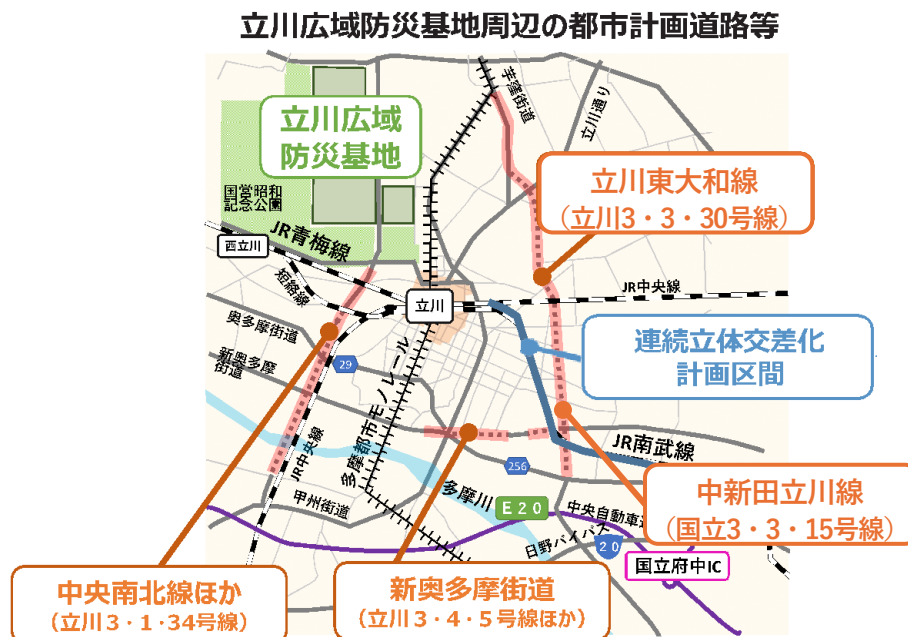 立川広域防災基地周辺の都市計画道路等
芋窪街道
立川通り
立川広域
防災基地
立川東大和線
（立川3・3・30号線）
国営昭和
記念公園
JR青梅線
西立川
短絡線
立川
JR中央線
奥多摩街道
新奥多摩
街道
29
連続立体交差化
計画区間
多摩都市モノレール
JR中央線
JR南武線
256
多摩川
甲州街道
E20
中央自動車道
日野バイパス
20
中新田立川線
（国立3・3・15号線）
国立府中IC
中央南北線ほか
（立川3・1・34号線）
新奥多摩街道
（立川3・4・5号線ほか）